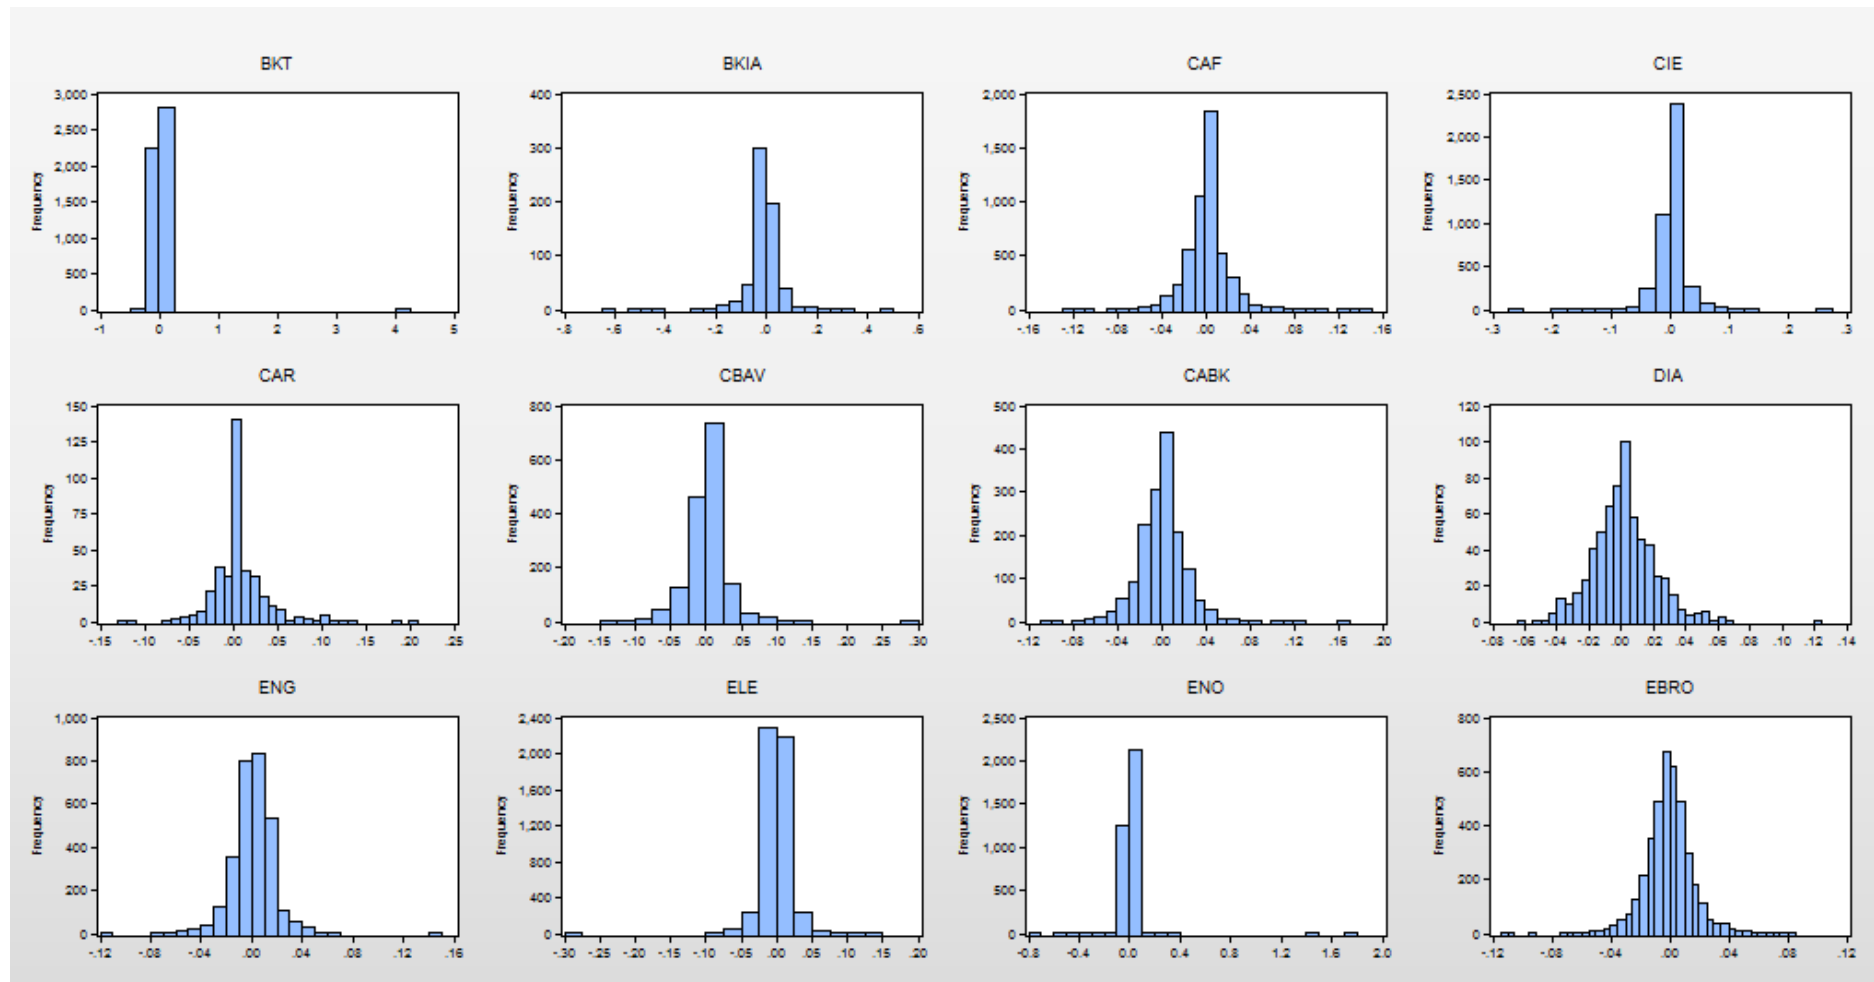 BKT BKIA CAF CIE
3,000
2,500
2,000
1,500
1,000
500
0
Frequency
-1 0 1 2 3 4 5
400
300
200
100
0
Frequency
-.8 -.6 -.4 -.2 .0 .2 .4 .6
2,000
1,500
1,000
500
0
Frequency
-.16 -.12 -.08 -.04 .00 .04 .08 .12 .16
2,500
2,000
1,500
1,000
500
0
Frequency
-.3 -.2 -.1 .0 .1 .2 .3
CAR CBAV CABK DIA
150
125
100
75
50
25
0
Frequency
-.15 -.10 -.05 .00 .05 .10 .15 .20 .25
800
600
400
200
0
Frequency
-.20 -.15 -.10 -.05 .00 .05 .10 .15 .20 .25 .30
500
400
300
200
100
0
Frequency
-.12 -.08 -.04 .00 .04 .08 .12 .16 .20
120
100
80
60
40
20
0
Frequency
-.08 -.06 -.04 -.02 .00 .02 .04 .06 .08 .10 .12 .14
ENG ELE ENO EBRO
1,000
800
600
400
200
0
Frequency
-.12 -.08 -.04 .00 .04 .08 .12 .16
2,400
2,000
1,600
1,200
800
400
0
Frequency
-.30 -.25 -.20 -.15 -.10 -.05 .00 .05 .10 .15 .20
2,500
2,000
1,500
1,000
500
0
Frequency
-0.8 -0.4 0.0 0.4 0.8 1.2 1.6 2.0
800
600
400
200
0
Frequency
-.12 -.08 -.04 .00 .04 .08 .12